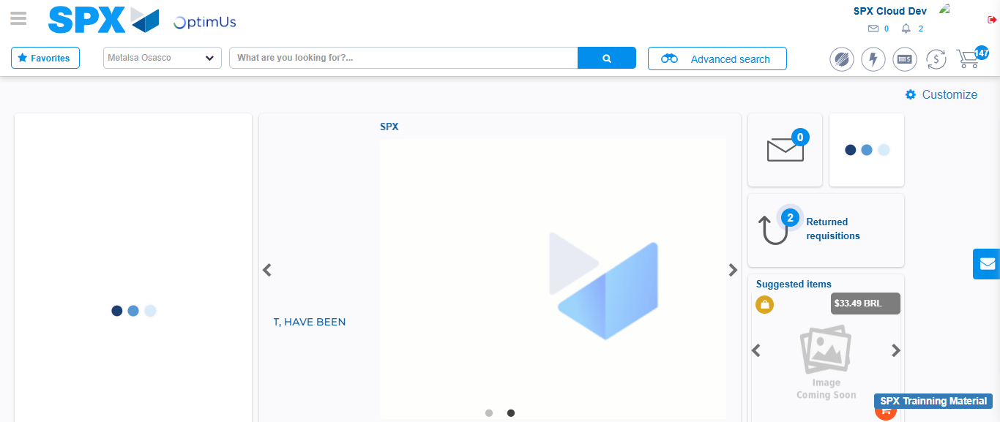 SPX
OptimUs
SPX Cloud Dev
0
2
Favorites
Metalsa Osasco
What are you looking for?...
Advanced search
$
147
Customize
SPX
T, HAVE BEEN
0
2
Returned
requisitions
Suggested items
$33.49 BRL
Image
Coming Soon
SPX Trainning Material